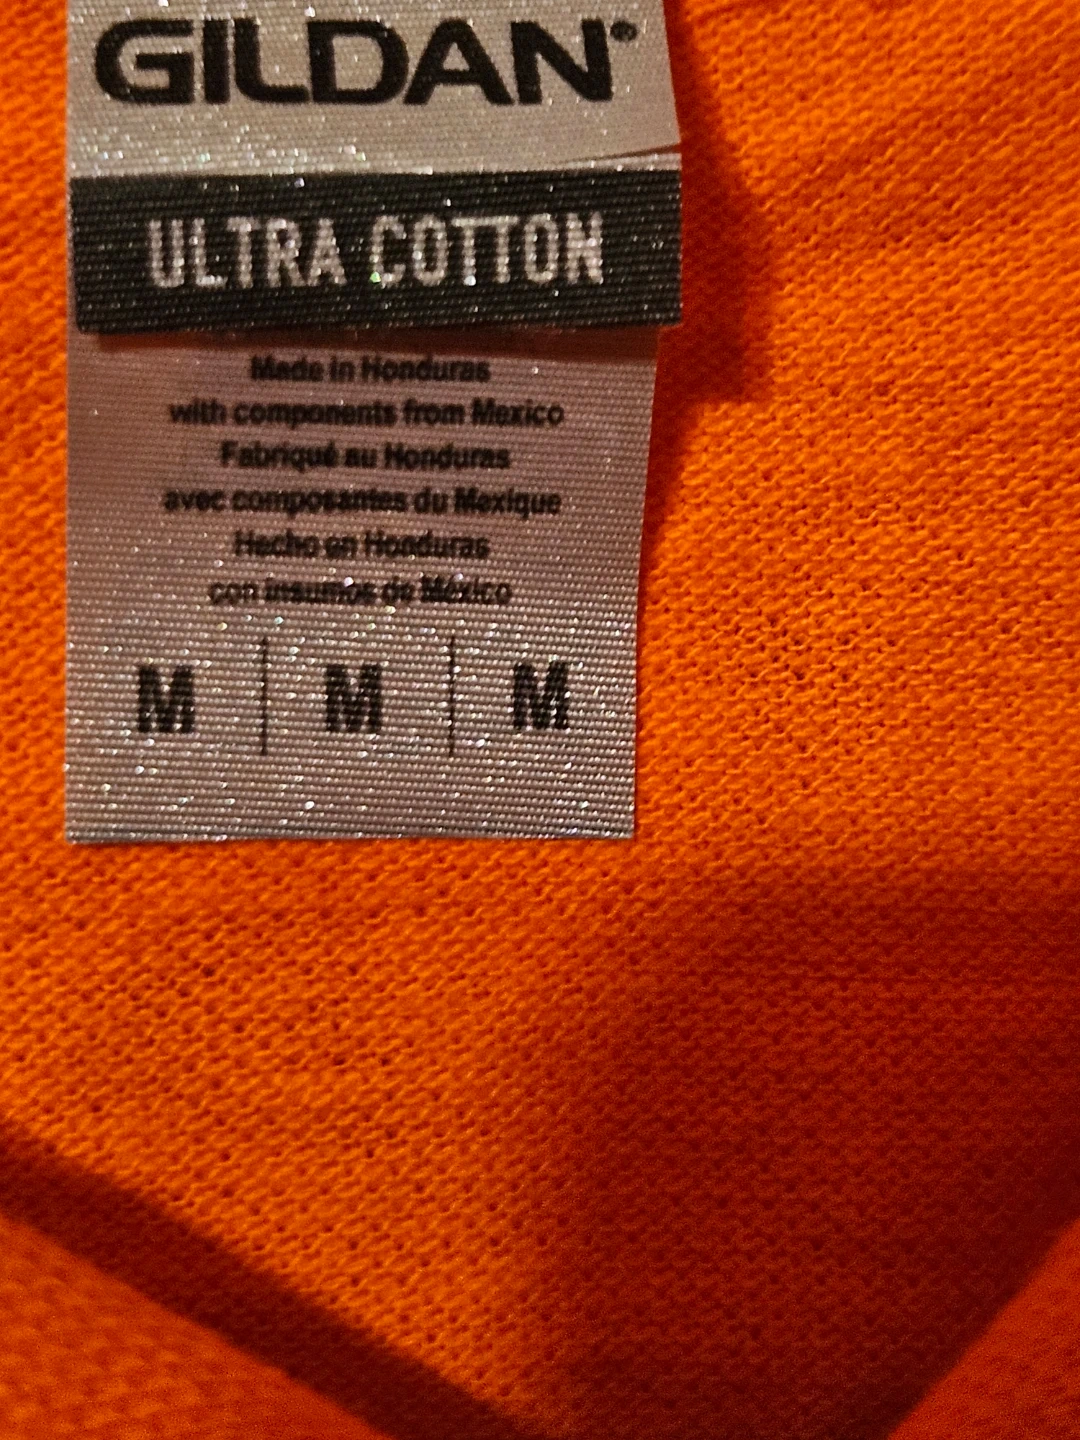 GILDAN®
ULTRA COTTON
Made in Honduras
with components from Mexico
Fabriqué au Honduras
avec composantes du Mexique
Hecho en Honduras
con insumos de México
M | M | M